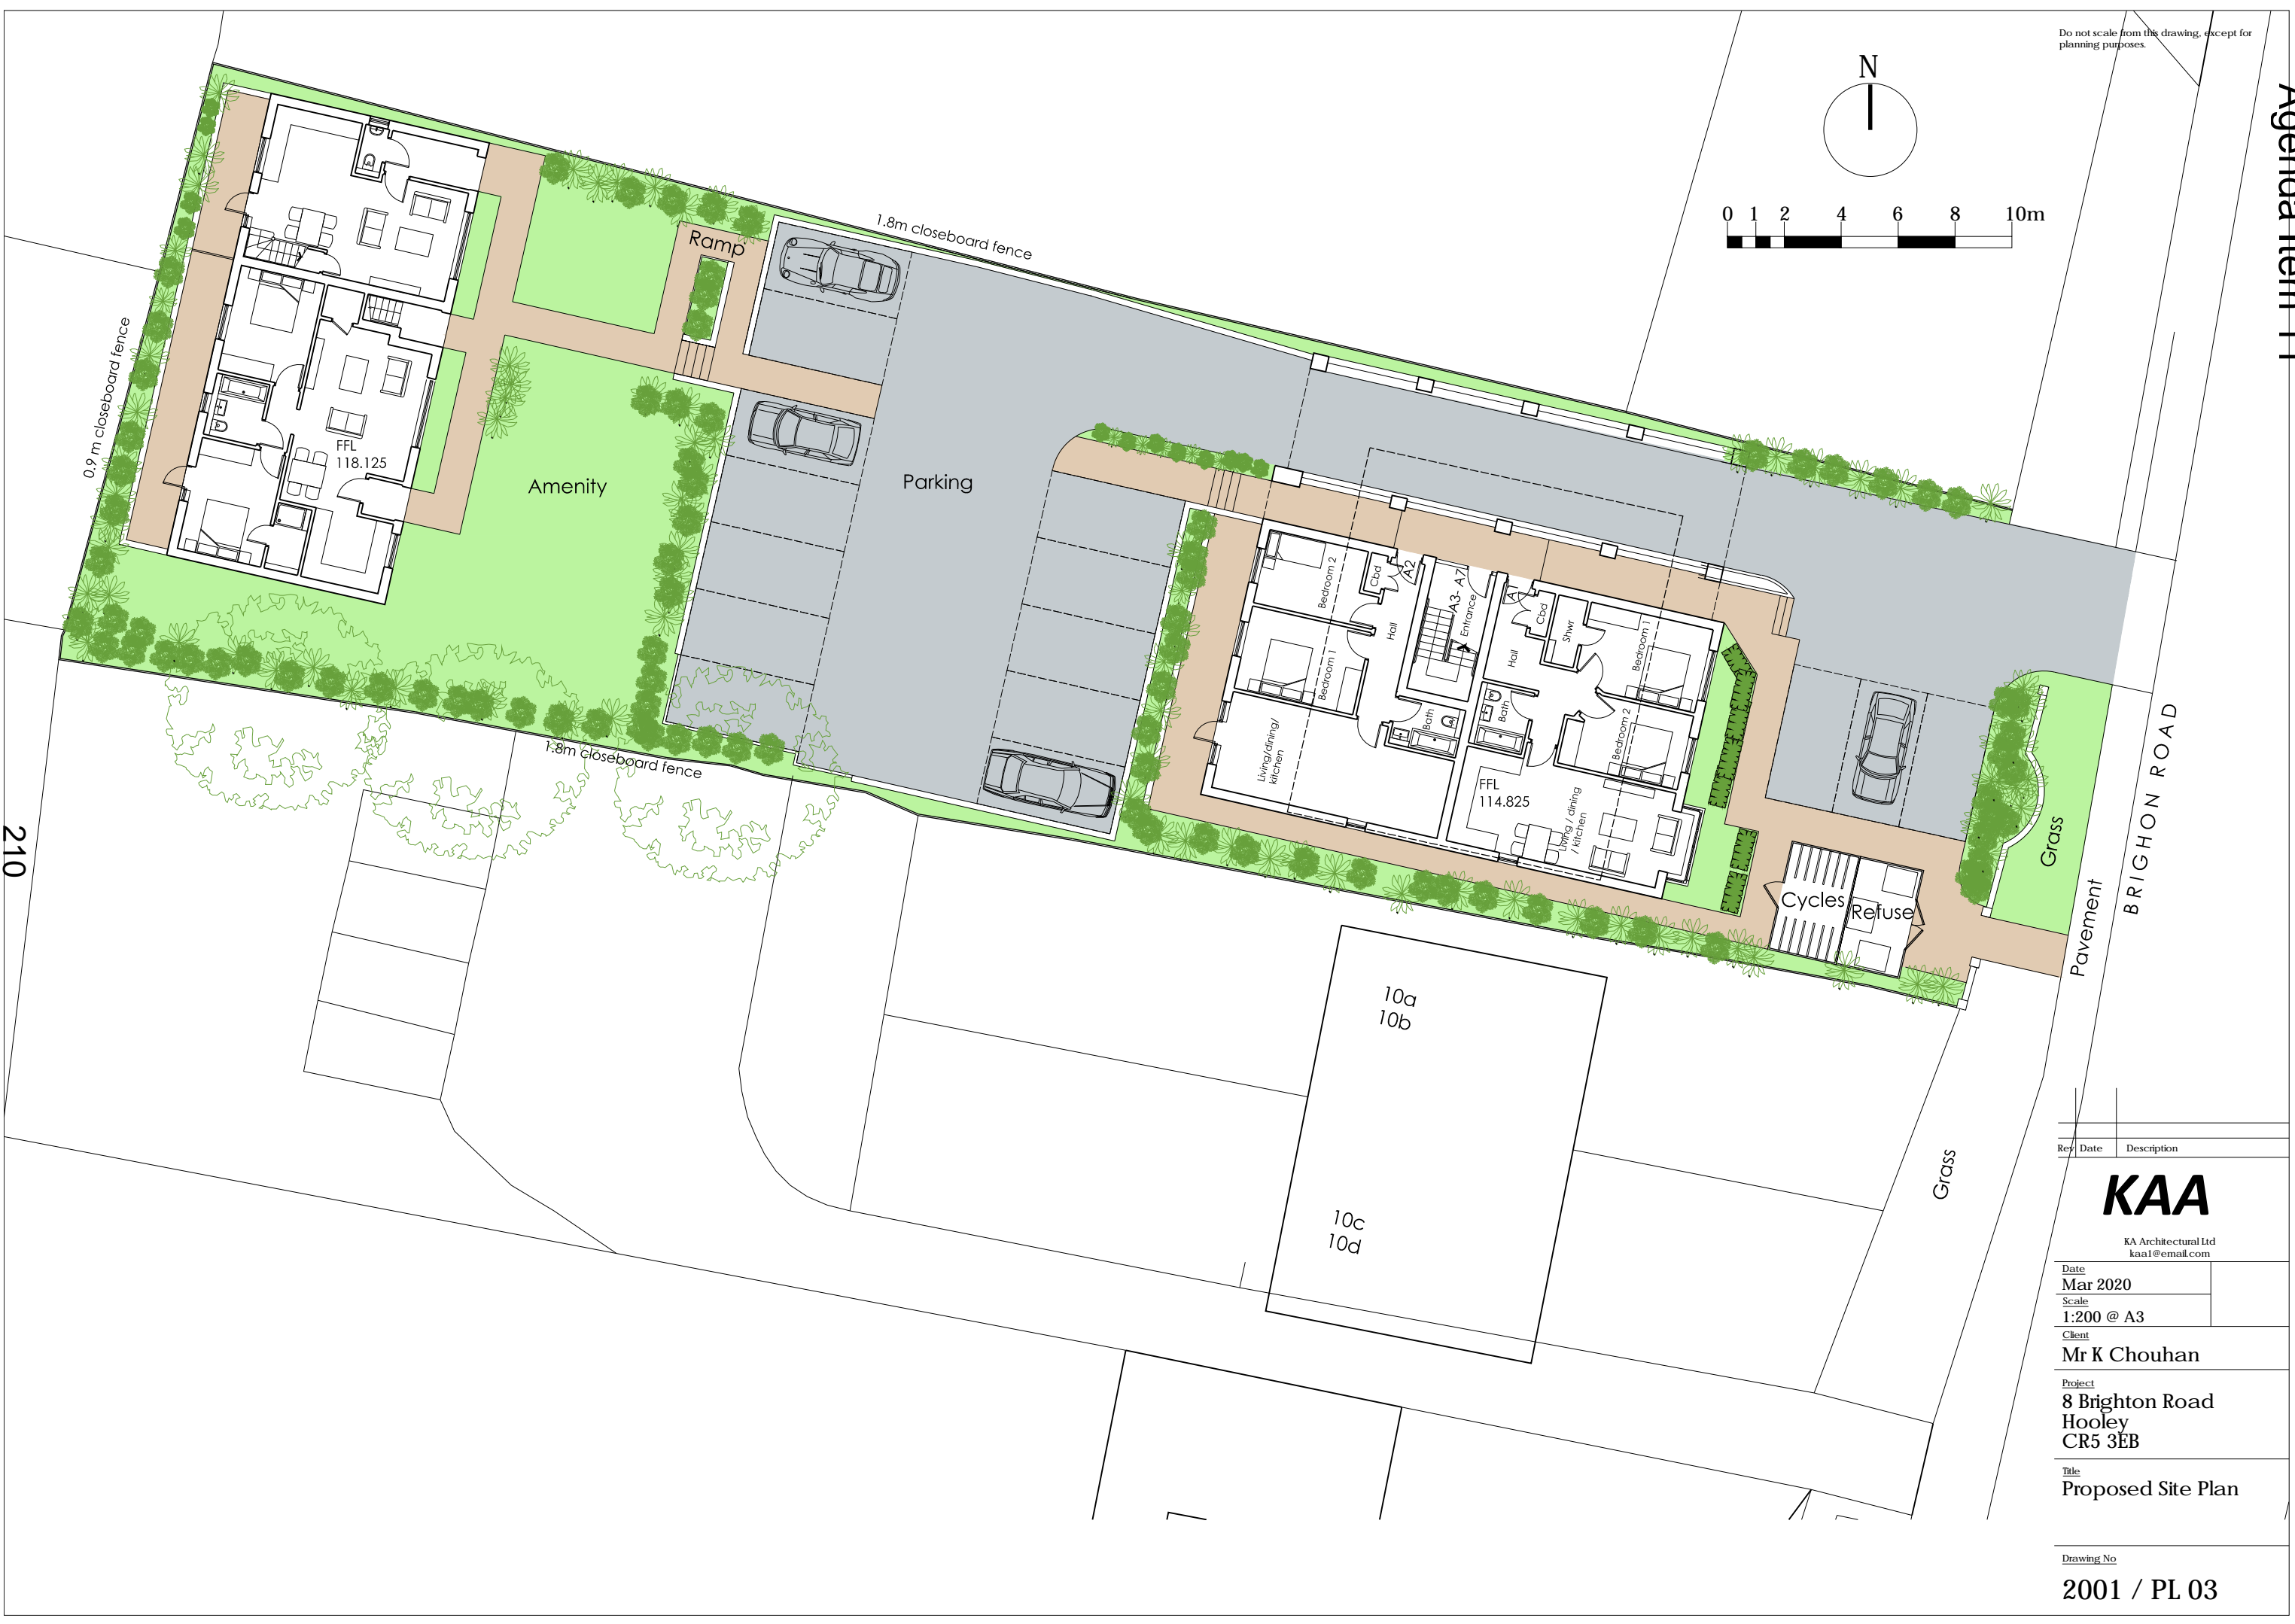 Do not scale from this drawing, except for
planning purposes.
Agenda Item 11
N
0 1 2 4 6 8 10m
1.8m closeboard fence
Ramp
0.9 m closeboard fence
FFL
118.125
Amenity
Parking
1.8m closeboard fence
Bedroom 2
Cbd
A2
A3- A7
Entrance
A1
Cbd
Shwr
Bedroom 1
Hall
Hall
Bedroom 1
Bath
Bath
Bedroom 2
Living/dining/
kitchen
FFL
114.825
Living / dining
/ kitchen
Cycles
Refuse
Grass
Pavement
BRIGHON ROAD
210
10a
10b
10c
10d
Grass
Rev Date Description
KAA
KA Architectural Ltd
kaa1@email.com
Date
Mar 2020
Scale
1:200 @ A3
Client
Mr K Chouhan
Project
8 Brighton Road
Hooley
CR5 3EB
Title
Proposed Site Plan
Drawing No
2001 / PL 03